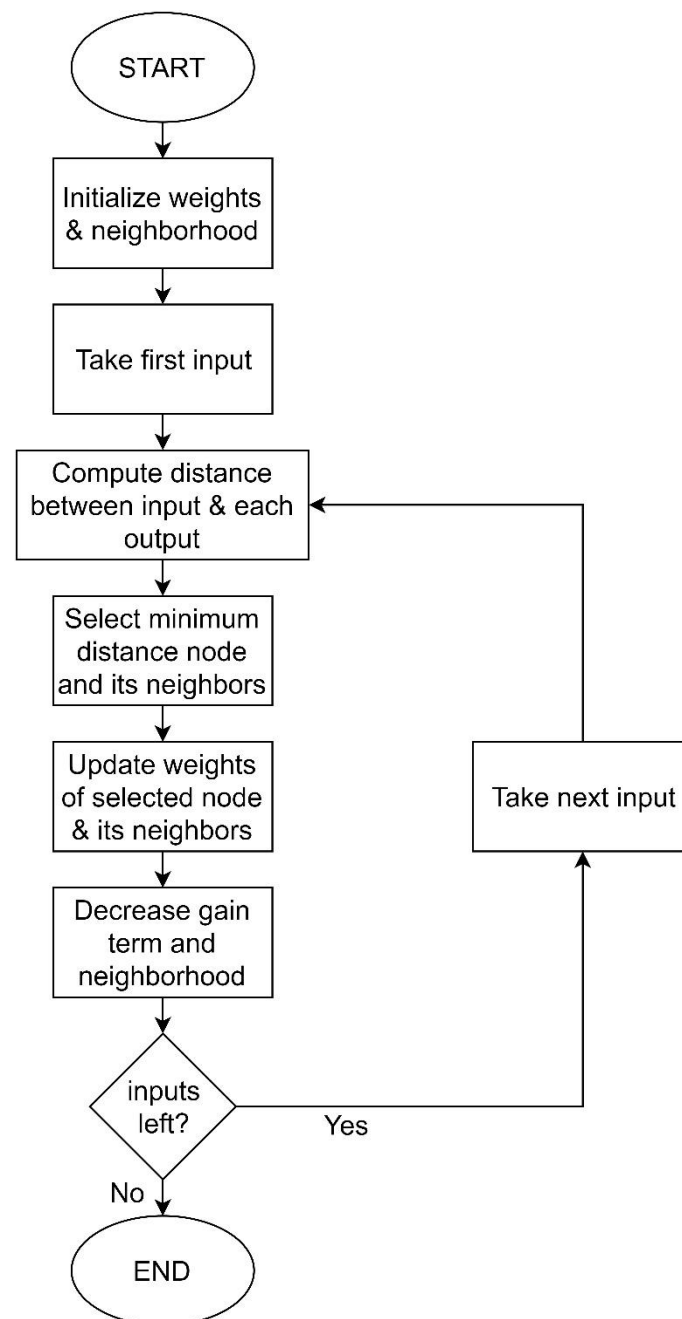 START
Initialize weights
& neighborhood
Take first input
Compute distance
between input & each
output
Select minimum
distance node
and its neighbors
Update weights
of selected node
& its neighbors
Take next input
Decrease gain
term and
neighborhood
inputs
left?
Yes
No
END